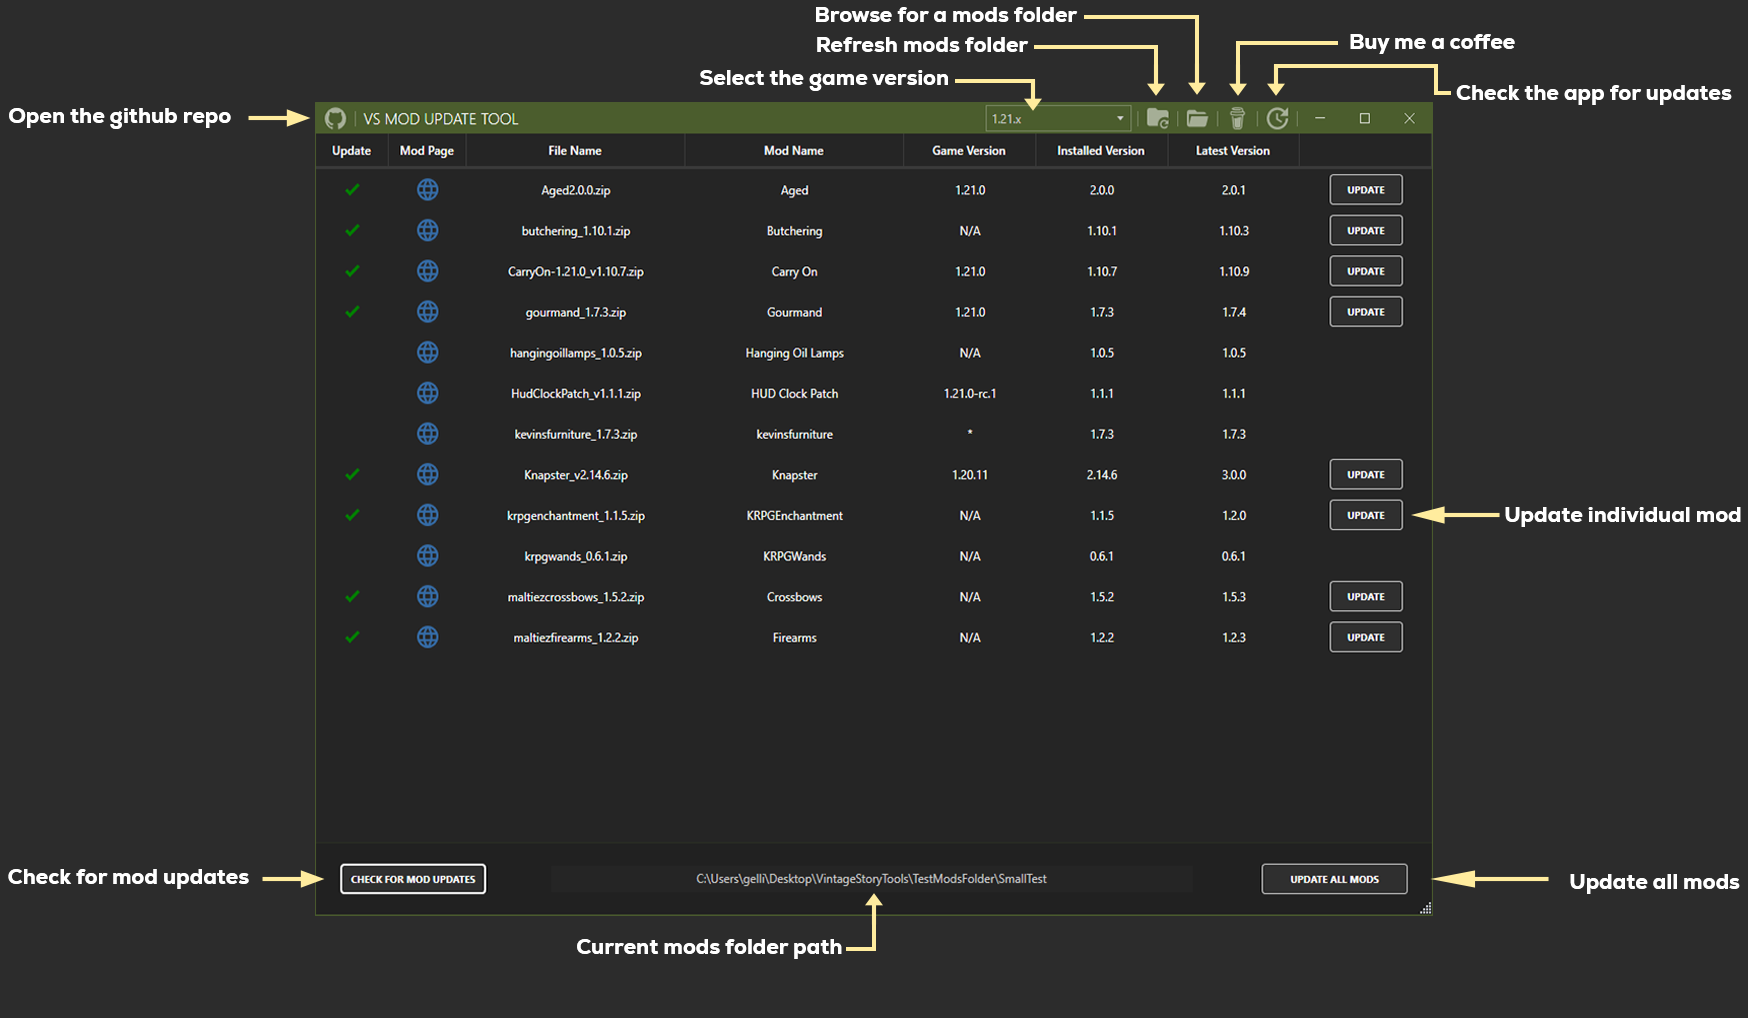 Browse for a mods folder
Refresh mods folder
Buy me a coffee
Select the game version
Check the app for updates
Open the github repo
VS MOD UPDATE TOOL
1.21.x
Update Mod Page File Name Mod Name Game Version Installed Version Latest Version
Aged2.0.0.zip Aged 1.21.0 2.0.0 2.0.1 UPDATE
butchering_1.10.1.zip Butchering N/A 1.10.1 1.10.3 UPDATE
CarryOn-1.21.0_v1.10.7.zip Carry On 1.21.0 1.10.7 1.10.9 UPDATE
gourmand_1.7.3.zip Gourmand 1.21.0 1.7.3 1.7.4 UPDATE
hangingoillamps_1.0.5.zip Hanging Oil Lamps N/A 1.0.5 1.0.5
HudClockPatch_v1.1.1.zip HUD Clock Patch 1.21.0-rc.1 1.1.1 1.1.1
kevinsfurniture_1.7.3.zip kevinsfurniture * 1.7.3 1.7.3
Knapster_v2.14.6.zip Knapster 1.20.11 2.14.6 3.0.0 UPDATE
krpgenchantment_1.1.5.zip KRPGEnchantment N/A 1.1.5 1.2.0 UPDATE
Update individual mod
krpgwands_0.6.1.zip KRPGWands N/A 0.6.1 0.6.1
maltiezcrossbows_1.5.2.zip Crossbows N/A 1.5.2 1.5.3 UPDATE
maltiezfirearms_1.2.2.zip Firearms N/A 1.2.2 1.2.3 UPDATE
Check for mod updates
CHECK FOR MOD UPDATES
C:\Users\gelli\Desktop\VintageStoryTools\TestModsFolder\SmallTest
UPDATE ALL MODS
Update all mods
Current mods folder path